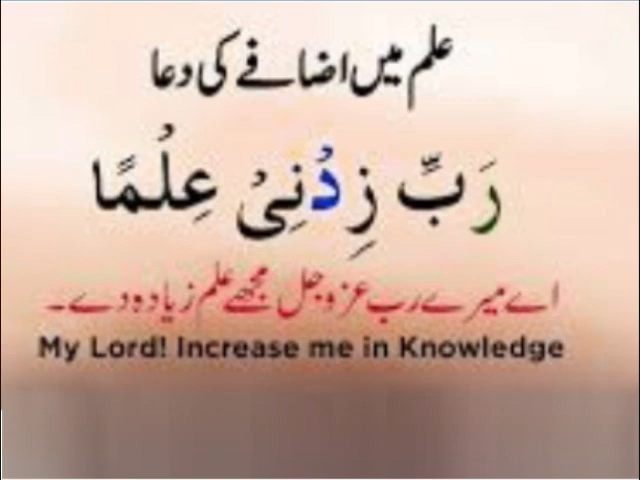 علم میں اضافے کی دعا
رَبِّ زِدْنِیْ عِلْمًا
اے میرے رب عزوجل مجھے علم زیادہ دے۔
My Lord! Increase me in Knowledge